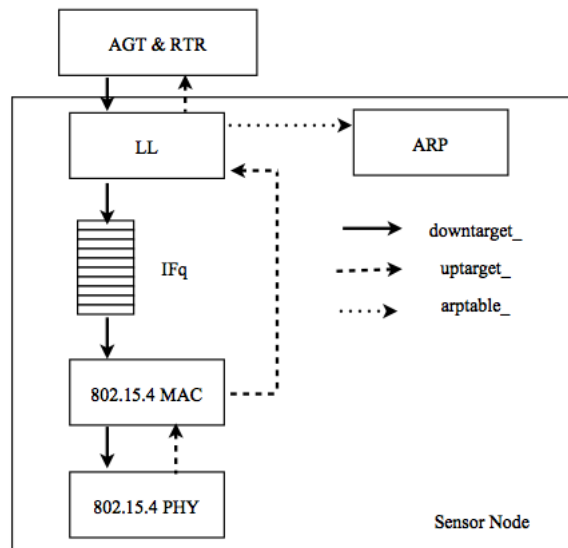 AGT & RTR
LL
ARP
IFq
downtarget_
uptarget_
arptable_
802.15.4 MAC
802.15.4 PHY
Sensor Node